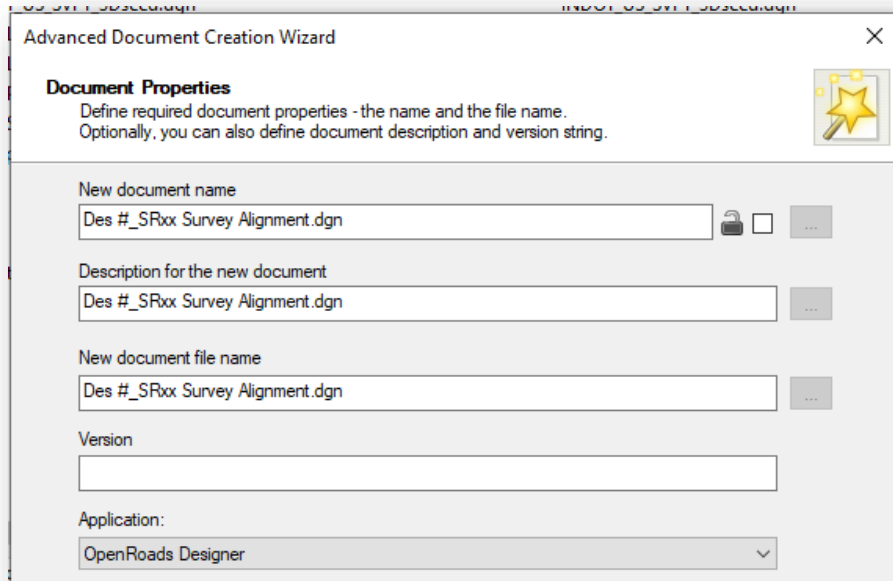 Advanced Document Creation Wizard
Document Properties
Define required document properties - the name and the file name.
Optionally, you can also define document description and version string.
New document name
Des #_SRxx Survey Alignment.dgn
...
Description for the new document
Des #_SRxx Survey Alignment.dgn
...
New document file name
Des #_SRxx Survey Alignment.dgn
...
Version
Application:
OpenRoads Designer